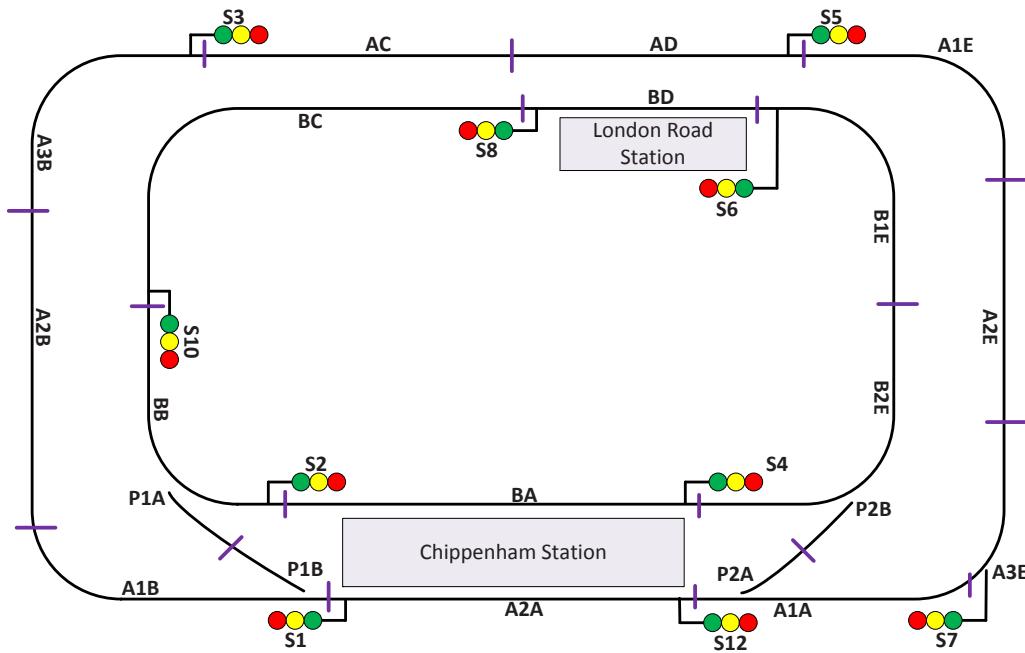 S3
S5
AC
AD
A1E
BC
BD
S8
London Road
Station
A3B
S6
B1E
A2B
S10
A2E
BB
B2E
S2
BA
S4
P1A
P2B
Chippenham Station
P1B
P2A
A3E
A1B
A2A
A1A
S1
S12
S7